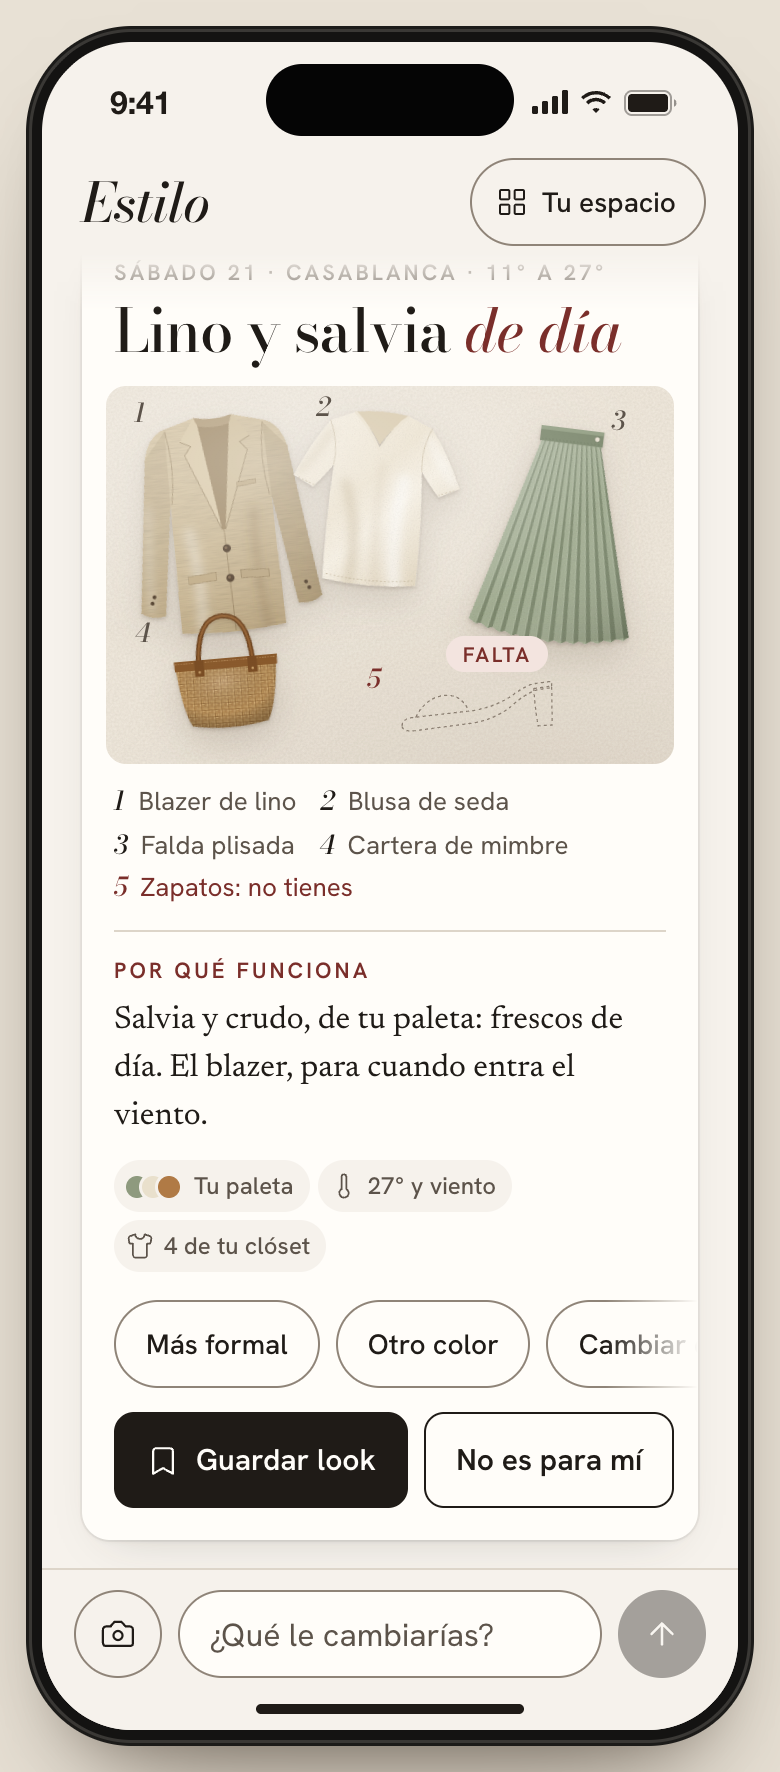 9:41
Estilo
Tu espacio
SÁBADO 21 · CASABLANCA · 11° A 27°
Lino y salvia de día
1
2
3
4
FALTA
5
1 Blazer de lino 2 Blusa de seda
3 Falda plisada 4 Cartera de mimbre
5 Zapatos: no tienes
POR QUÉ FUNCIONA
Salvia y crudo, de tu paleta: frescos de
día. El blazer, para cuando entra el
viento.
Tu paleta
27° y viento
4 de tu clóset
Más formal
Otro color
Cambiar
Guardar look
No es para mí
¿Qué le cambiarías?